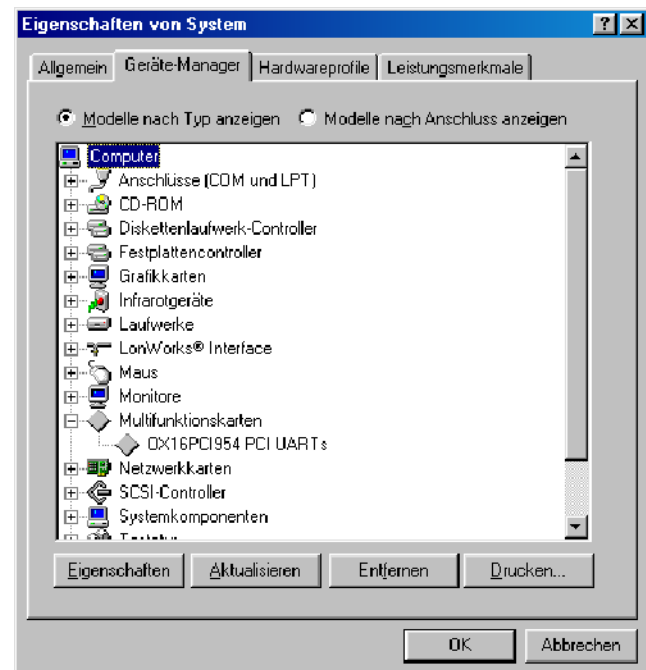 Eigenschaften von System
Allgemein Geräte-Manager Hardwareprofile Leistungsmerkmale
Modelle nach Typ anzeigen Modelle nach Anschluss anzeigen
Computer
Anschlüsse (COM und LPT)
CD-ROM
Diskettenlaufwerk-Controller
Festplattencontroller
Grafikkarten
Infrarotgeräte
Laufwerke
LonWorks® Interface
Maus
Monitore
Multifunktionskarten
OX16PCI954 PCI UARTs
Netzwerkkarten
SCSI-Controller
Systemkomponenten
Eigenschaften Aktualisieren Entfernen Drucken...
OK Abbrechen